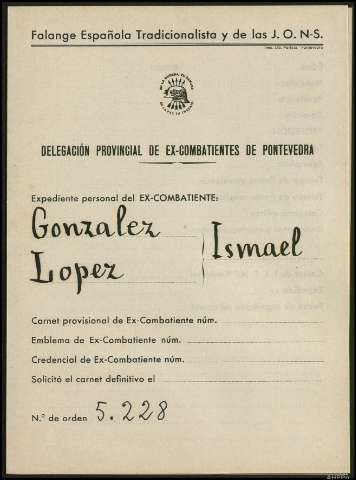 Falange Española Tradicionalista y de las J. O. N-S.
DELEGACIÓN PROVINCIAL DE EX-COMBATIENTES DE PONTEVEDRA
Expediente personal del EX-COMBATIENTE:
Gonzalez
Lopez
Ismael
Carnet provisional de Ex-Combatiente núm.
Emblema de Ex-Combatiente núm.
Credencial de Ex-Combatiente núm.
Solicitó el carnet definitivo el
N.º de orden 5.228
AHPPo